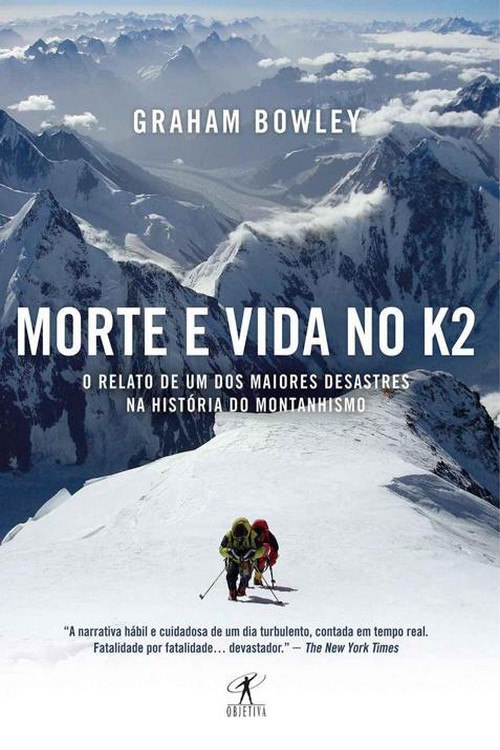 GRAHAM BOWLEY
MORTE E VIDA NO K2
O RELATO DE UM DOS MAIORES DESASTRES
NA HISTÓRIA DO MONTANHISMO
“A narrativa hábil e cuidadosa de um dia turbulento, contada em tempo real.
Fatalidade por fatalidade… devastador.” – The New York Times
OBJETIVA